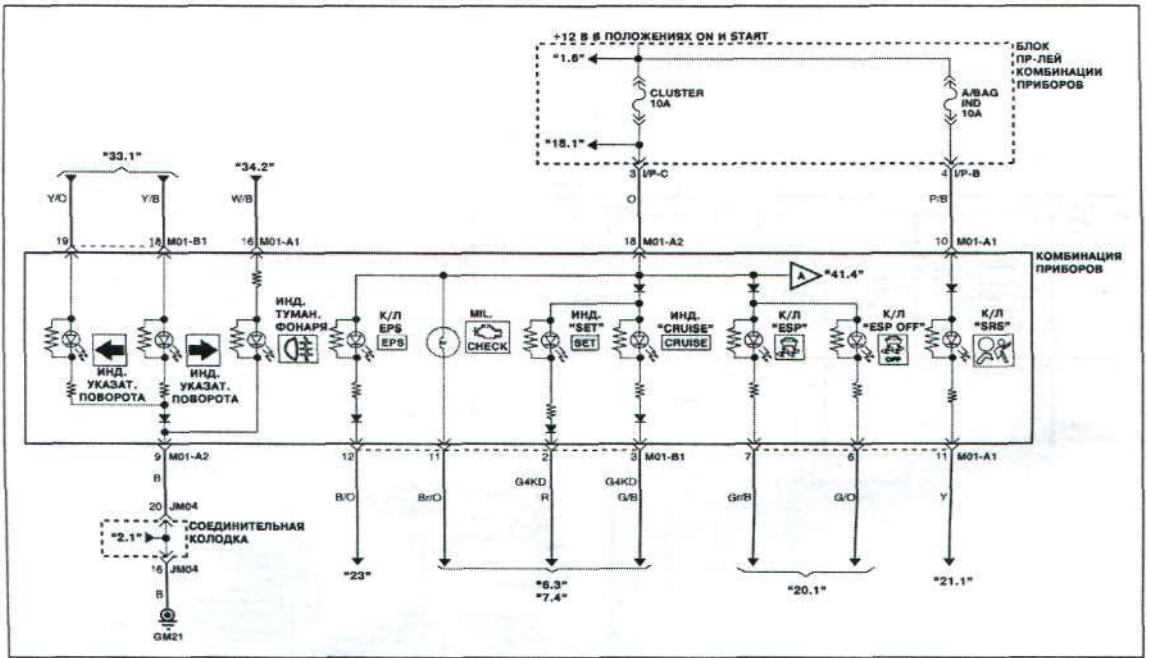 +12 В В ПОЛОЖЕНИЯХ ON И START
"1.6"
БЛОК
ПР-ЛЕЙ
КОМБИНАЦИИ
ПРИБОРОВ
CLUSTER
10A
A/BAG
IND
10A
"18.1"
"33.1"
"34.2"
3 I/P-C
4 I/P-B
Y/O
Y/B
W/B
O
P/B
19
18 M01-B1
16 M01-A1
18 M01-A2
10 M01-A1
КОМБИНАЦИЯ
ПРИБОРОВ
A
"41.4"
ИНД.
УКАЗАТ.
ПОВОРОТА
ИНД.
УКАЗАТ.
ПОВОРОТА
ИНД.
ТУМАН.
ФОНАРЯ
К/Л
EPS
EPS
MIL.
CHECK
ИНД.
"SET"
SET
ИНД.
"CRUISE"
CRUISE
К/Л
"ESP"
К/Л
"ESP OFF"
OFF
К/Л
"SRS"
9 M01-A2
12
11
2
3 M01-B1
7
6
11 M01-A1
B
B/O
Br/O
G4KD
R
G4KD
G/B
Gr/B
G/O
Y
20 JM04
СОЕДИНИТЕЛЬНАЯ
КОЛОДКА
"2.1"
16 JM04
B
GM21
"23"
"6.3"
"7.4"
"20.1"
"21.1"